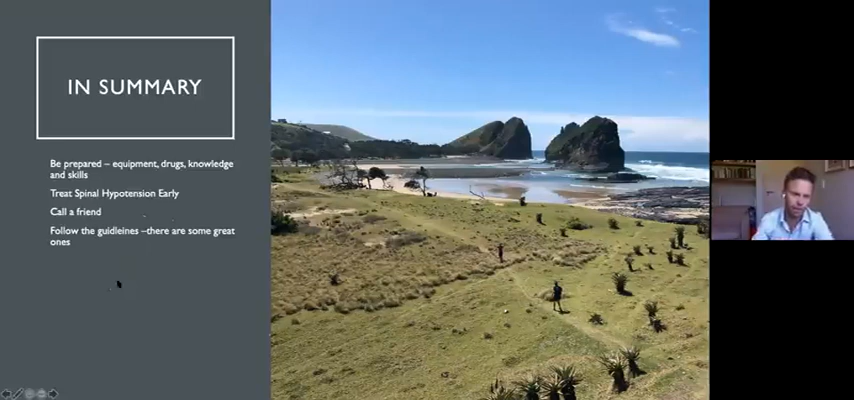 IN SUMMARY
Be prepared – equipment, drugs, knowledge
and skills
Treat Spinal Hypotension Early
Call a friend
Follow the guidleines –there are some great
ones